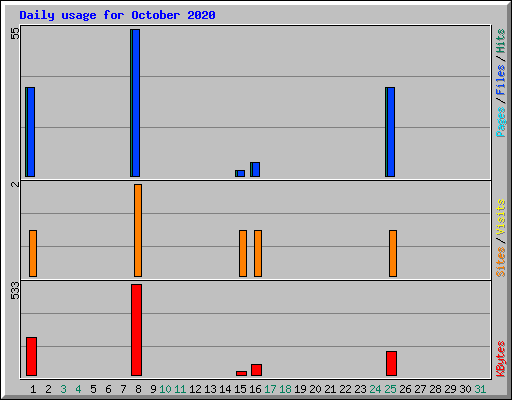 Daily usage for October 2020
55
Pages / Files / Hits
2
Sites / Visits
533
KBytes
1 2 3 4 5 6 7 8 9 10 11 12 13 14 15 16 17 18 19 20 21 22 23 24 25 26 27 28 29 30 31